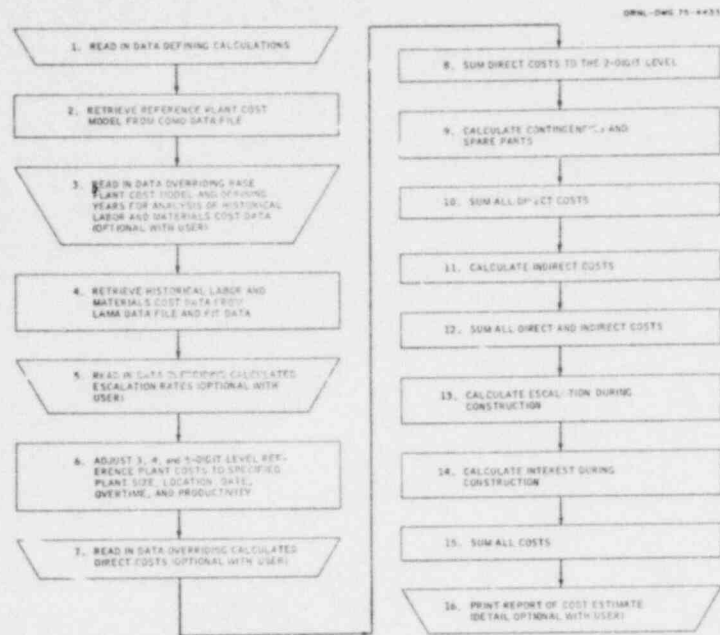 ORNL-DWG 75-
1. READ IN DATA DEFINING CALCULATIONS
2. RETRIEVE REFERENCE PLANT COST
MODEL FROM COMO DATA FILE
3. READ IN DATA OVERRIDING BASE
PLANT COST MODEL AND DEFINING
YEARS FOR ANALYSIS OF HISTORICAL
LABOR AND MATERIALS COST DATA
(OPTIONAL WITH USER)
4. RETRIEVE HISTORICAL LABOR AND
MATERIALS COST DATA FROM
LAMA DATA FILE AND FIT DATA
5. READ IN DATA OVERRIDING CALCULATED
ESCALATION RATES (OPTIONAL WITH
USER)
6. ADJUST 3, 4, and 5-DIGIT LEVEL REF-
ERENCE PLANT COSTS TO SPECIFIED
PLANT SIZE, LOCATION, DATE,
OVERTIME, AND PRODUCTIVITY
7. READ IN DATA OVERRIDING CALCULATED
DIRECT COSTS (OPTIONAL WITH USER)
8. SUM DIRECT COSTS TO THE 2-DIGIT LEVEL
9. CALCULATE CONTINGENCIES AND
SPARE PARTS
10. SUM ALL DIRECT COSTS
11. CALCULATE INDIRECT COSTS
12. SUM ALL DIRECT AND INDIRECT COSTS
13. CALCULATE ESCALATION DURING
CONSTRUCTION
14. CALCULATE INTEREST DURING
CONSTRUCTION
15. SUM ALL COSTS
16. PRINT REPORT OF COST ESTIMATE
(DETAIL OPTIONAL WITH USER)